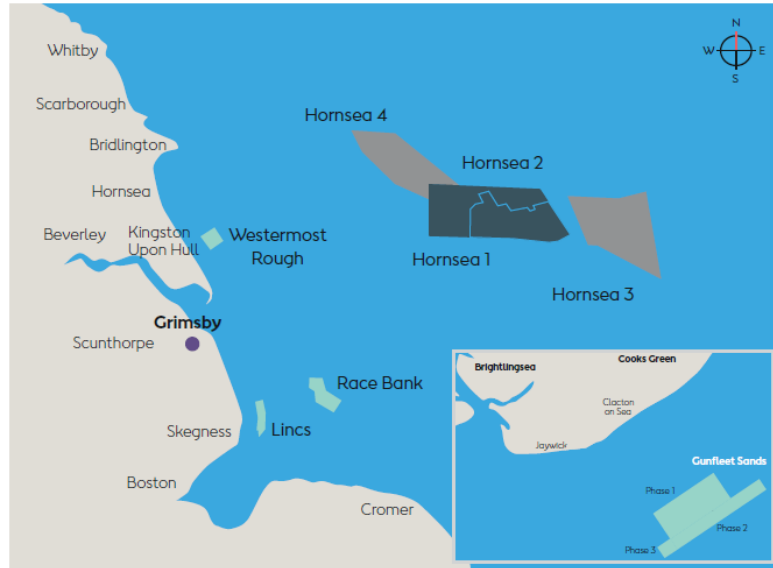 N
W
E
S
Whitby
Scarborough
Hornsea 4
Bridlington
Hornsea 2
Hornsea
Beverley
Kingston
Upon Hull
Westermost
Rough
Hornsea 1
Hornsea 3
Grimsby
Scunthorpe
Race Bank
Skegness
Lincs
Boston
Cromer
Brightlingsea
Cooks Green
Clacton
on Sea
Jaywick
Gunfleet Sands
Phase 1
Phase 2
Phase 3